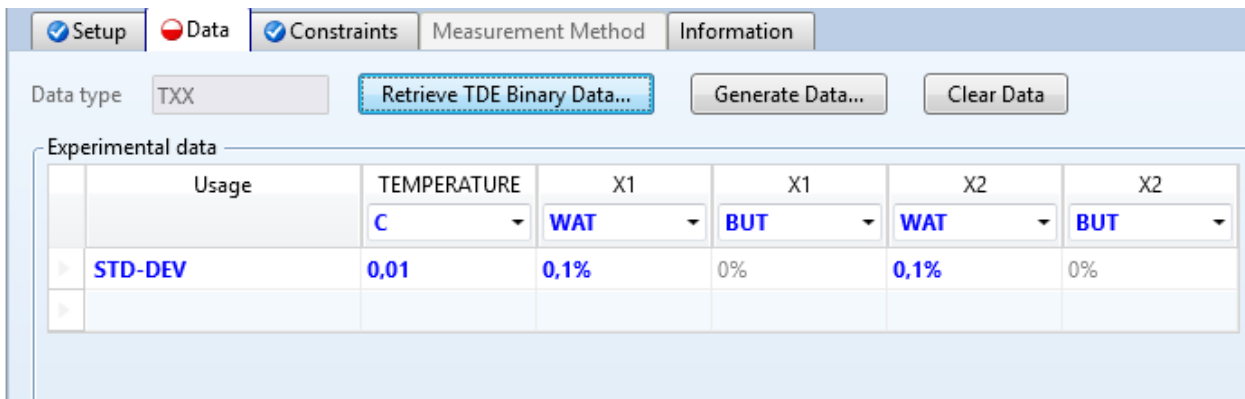 Setup Data Constraints Measurement Method Information
Data type TXX Retrieve TDE Binary Data... Generate Data... Clear Data
Experimental data
Usage TEMPERATURE X1 X1 X2 X2
C WAT BUT WAT BUT
STD-DEV 0,01 0,1% 0% 0,1% 0%